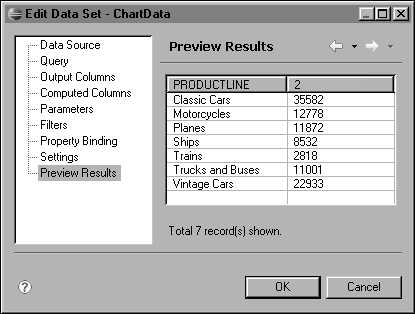 Edit Data Set - ChartData
Data Source
Query
Output Columns
Computed Columns
Parameters
Filters
Property Binding
Settings
Preview Results
Preview Results
PRODUCTLINE 2
Classic Cars 35582
Motorcycles 12778
Planes 11872
Ships 8532
Trains 2818
Trucks and Buses 11001
Vintage Cars 22933
Total 7 record(s) shown.
? OK Cancel